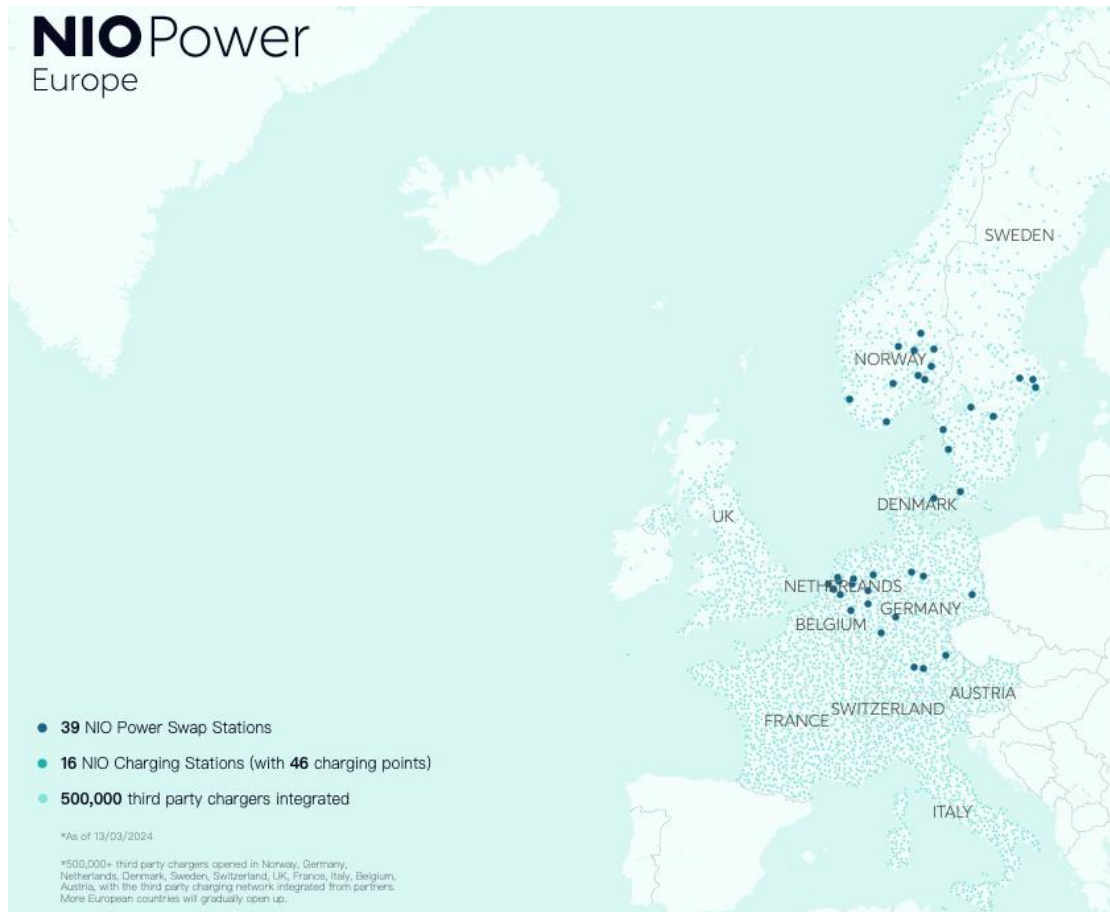 NIO Power
Europe
SWEDEN
NORWAY
DENMARK
UK
NETHERLANDS
GERMANY
BELGIUM
AUSTRIA
SWITZERLAND
FRANCE
ITALY
39 NIO Power Swap Stations
16 NIO Charging Stations (with 46 charging points)
500,000 third party chargers integrated
*As of 13/03/2024
*500,000+ third party chargers opened in Norway, Germany,
Netherlands, Denmark, Sweden, Switzerland, UK, France, Italy, Belgium,
Austria, with the third party charging network integrated from partners.
More European countries will gradually open up.